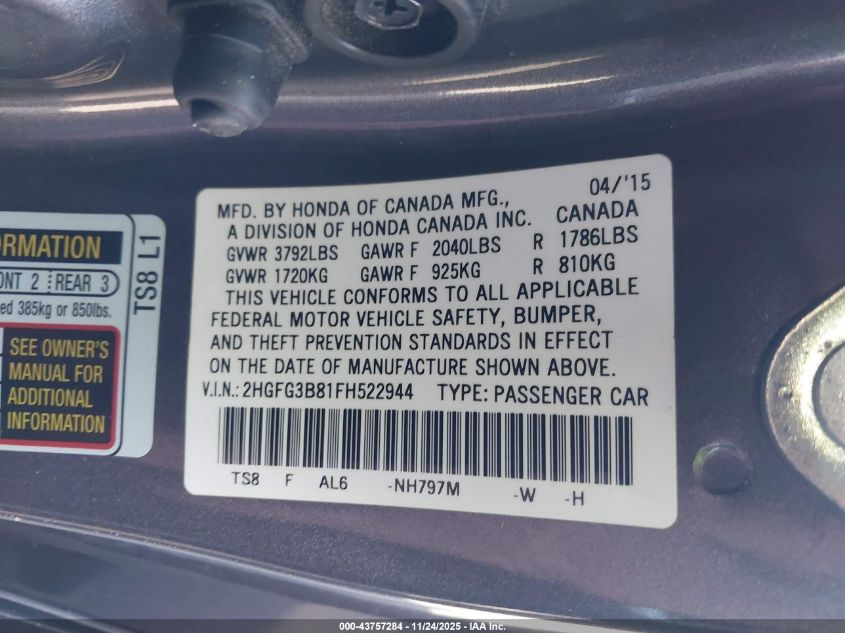 MFD. BY HONDA OF CANADA MFG., 04/'15
A DIVISION OF HONDA CANADA INC. CANADA
GVWR 3792LBS GAWR F 2040LBS R 1786LBS
GVWR 1720KG GAWR F 925KG R 810KG
THIS VEHICLE CONFORMS TO ALL APPLICABLE
FEDERAL MOTOR VEHICLE SAFETY, BUMPER,
AND THEFT PREVENTION STANDARDS IN EFFECT
ON THE DATE OF MANUFACTURE SHOWN ABOVE.
V.I.N.: 2HGFG3B81FH522944 TYPE: PASSENGER CAR
TS8 F AL6 -NH797M -W -H
2 REAR 3
385kg or 850lbs.
SEE OWNER'S
MANUAL FOR
ADDITIONAL
INFORMATION
TS8 L1
000-43757284 - 11/24/2025 - IAA Inc.